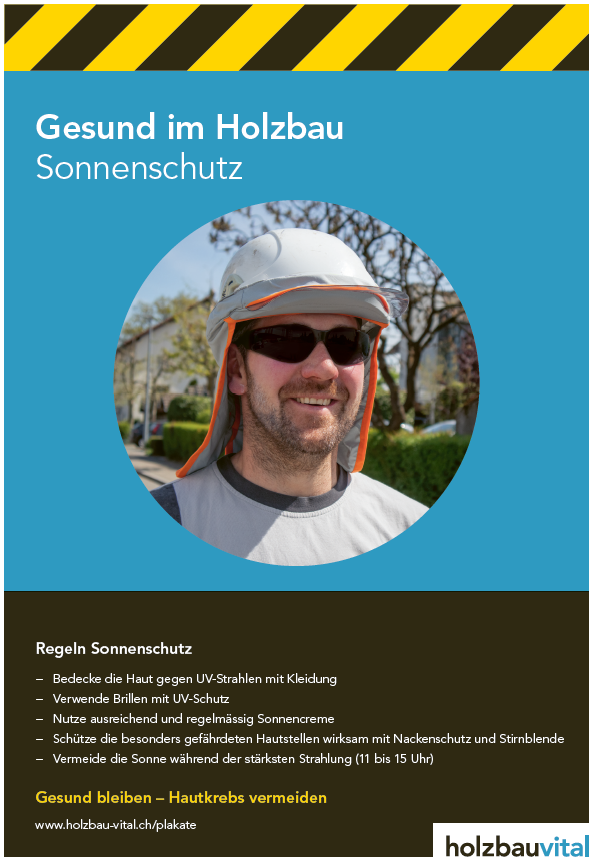 Gesund im Holzbau
Sonnenschutz
Regeln Sonnenschutz
– Bedecke die Haut gegen UV-Strahlen mit Kleidung
– Verwende Brillen mit UV-Schutz
– Nutze ausreichend und regelmässig Sonnencreme
– Schütze die besonders gefährdeten Hautstellen wirksam mit Nackenschutz und Stirnblende
– Vermeide die Sonne während der stärksten Strahlung (11 bis 15 Uhr)
Gesund bleiben – Hautkrebs vermeiden
www.holzbau-vital.ch/plakate
holzbauvital